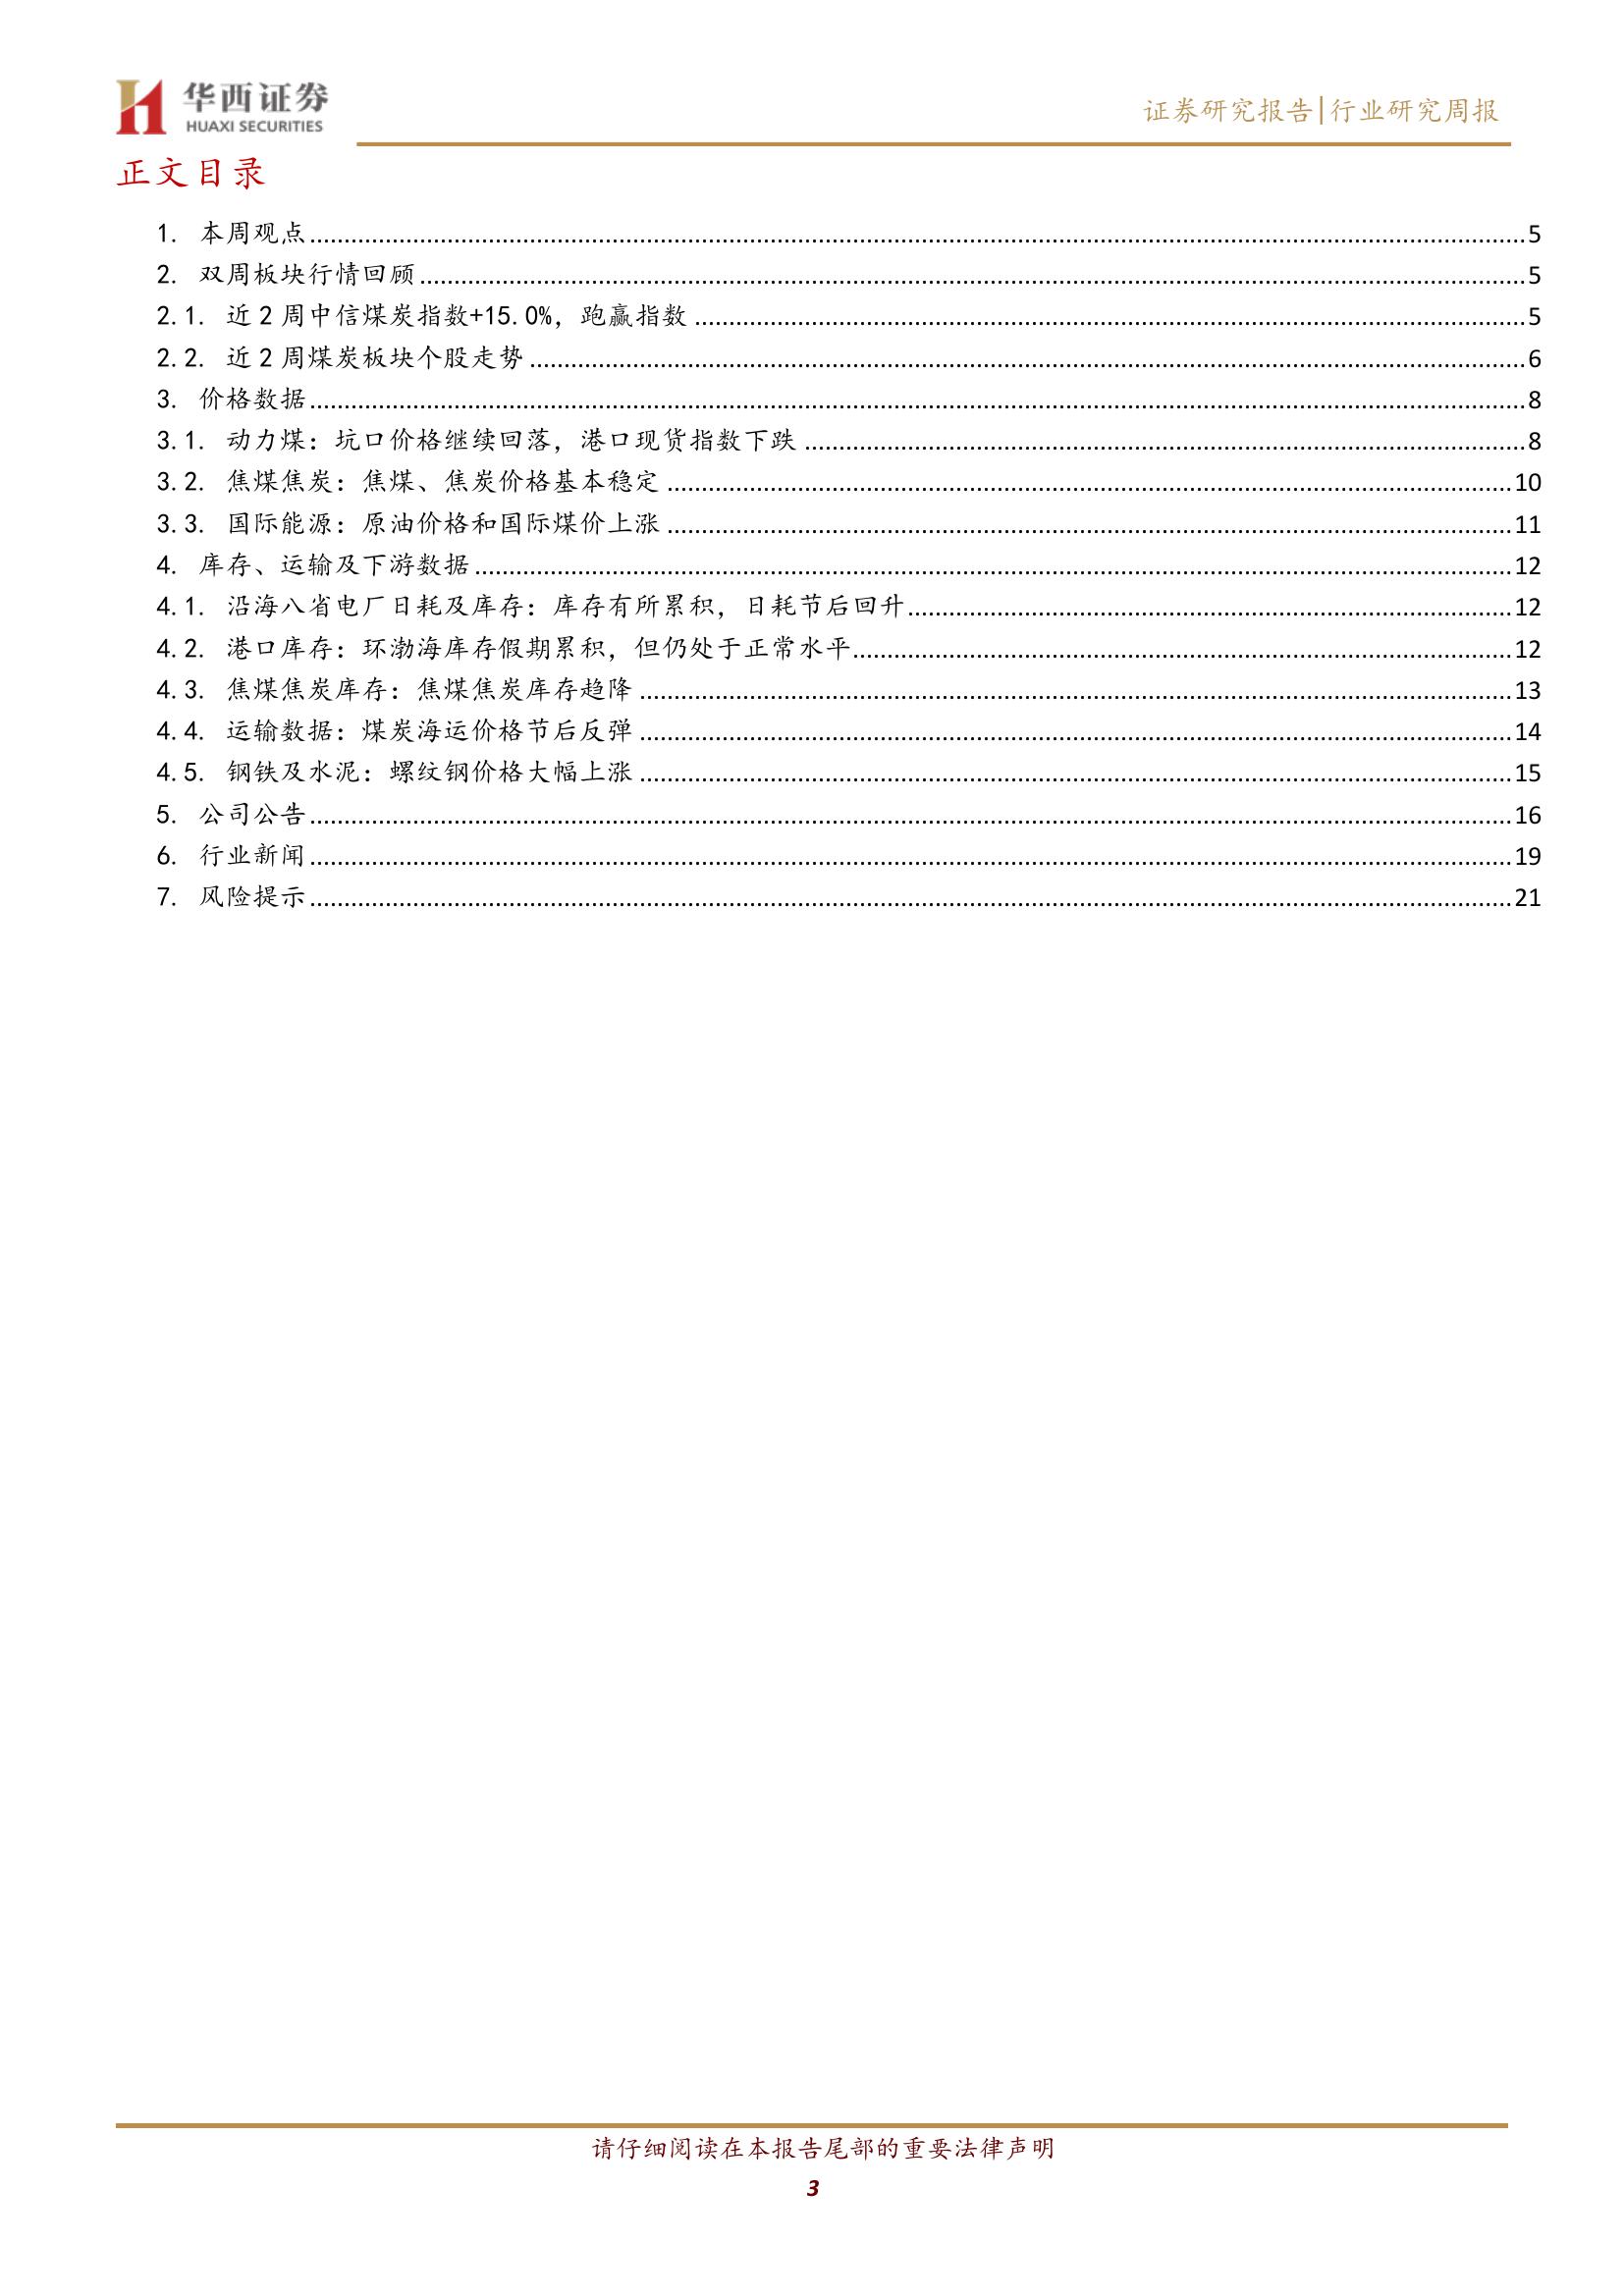 华西证券
HUAXI SECURITIES
证券研究报告|行业研究周报
正文目录
1. 本周观点 5
2. 双周板块行情回顾 5
2.1. 近 2 周中信煤炭指数+15.0%，跑赢指数 5
2.2. 近 2 周煤炭板块个股走势 6
3. 价格数据 8
3.1. 动力煤：坑口价格继续回落，港口现货指数下跌 8
3.2. 焦煤焦炭：焦煤、焦炭价格基本稳定 10
3.3. 国际能源：原油价格和国际煤价上涨 11
4. 库存、运输及下游数据 12
4.1. 沿海八省电厂日耗及库存：库存有所累积，日耗节后回升 12
4.2. 港口库存：环渤海库存假期累积，但仍处于正常水平 12
4.3. 焦煤焦炭库存：焦煤焦炭库存趋降 13
4.4. 运输数据：煤炭海运价格节后反弹 14
4.5. 钢铁及水泥：螺纹钢价格大幅上涨 15
5. 公司公告 16
6. 行业新闻 19
7. 风险提示 21
请仔细阅读在本报告尾部的重要法律声明
3